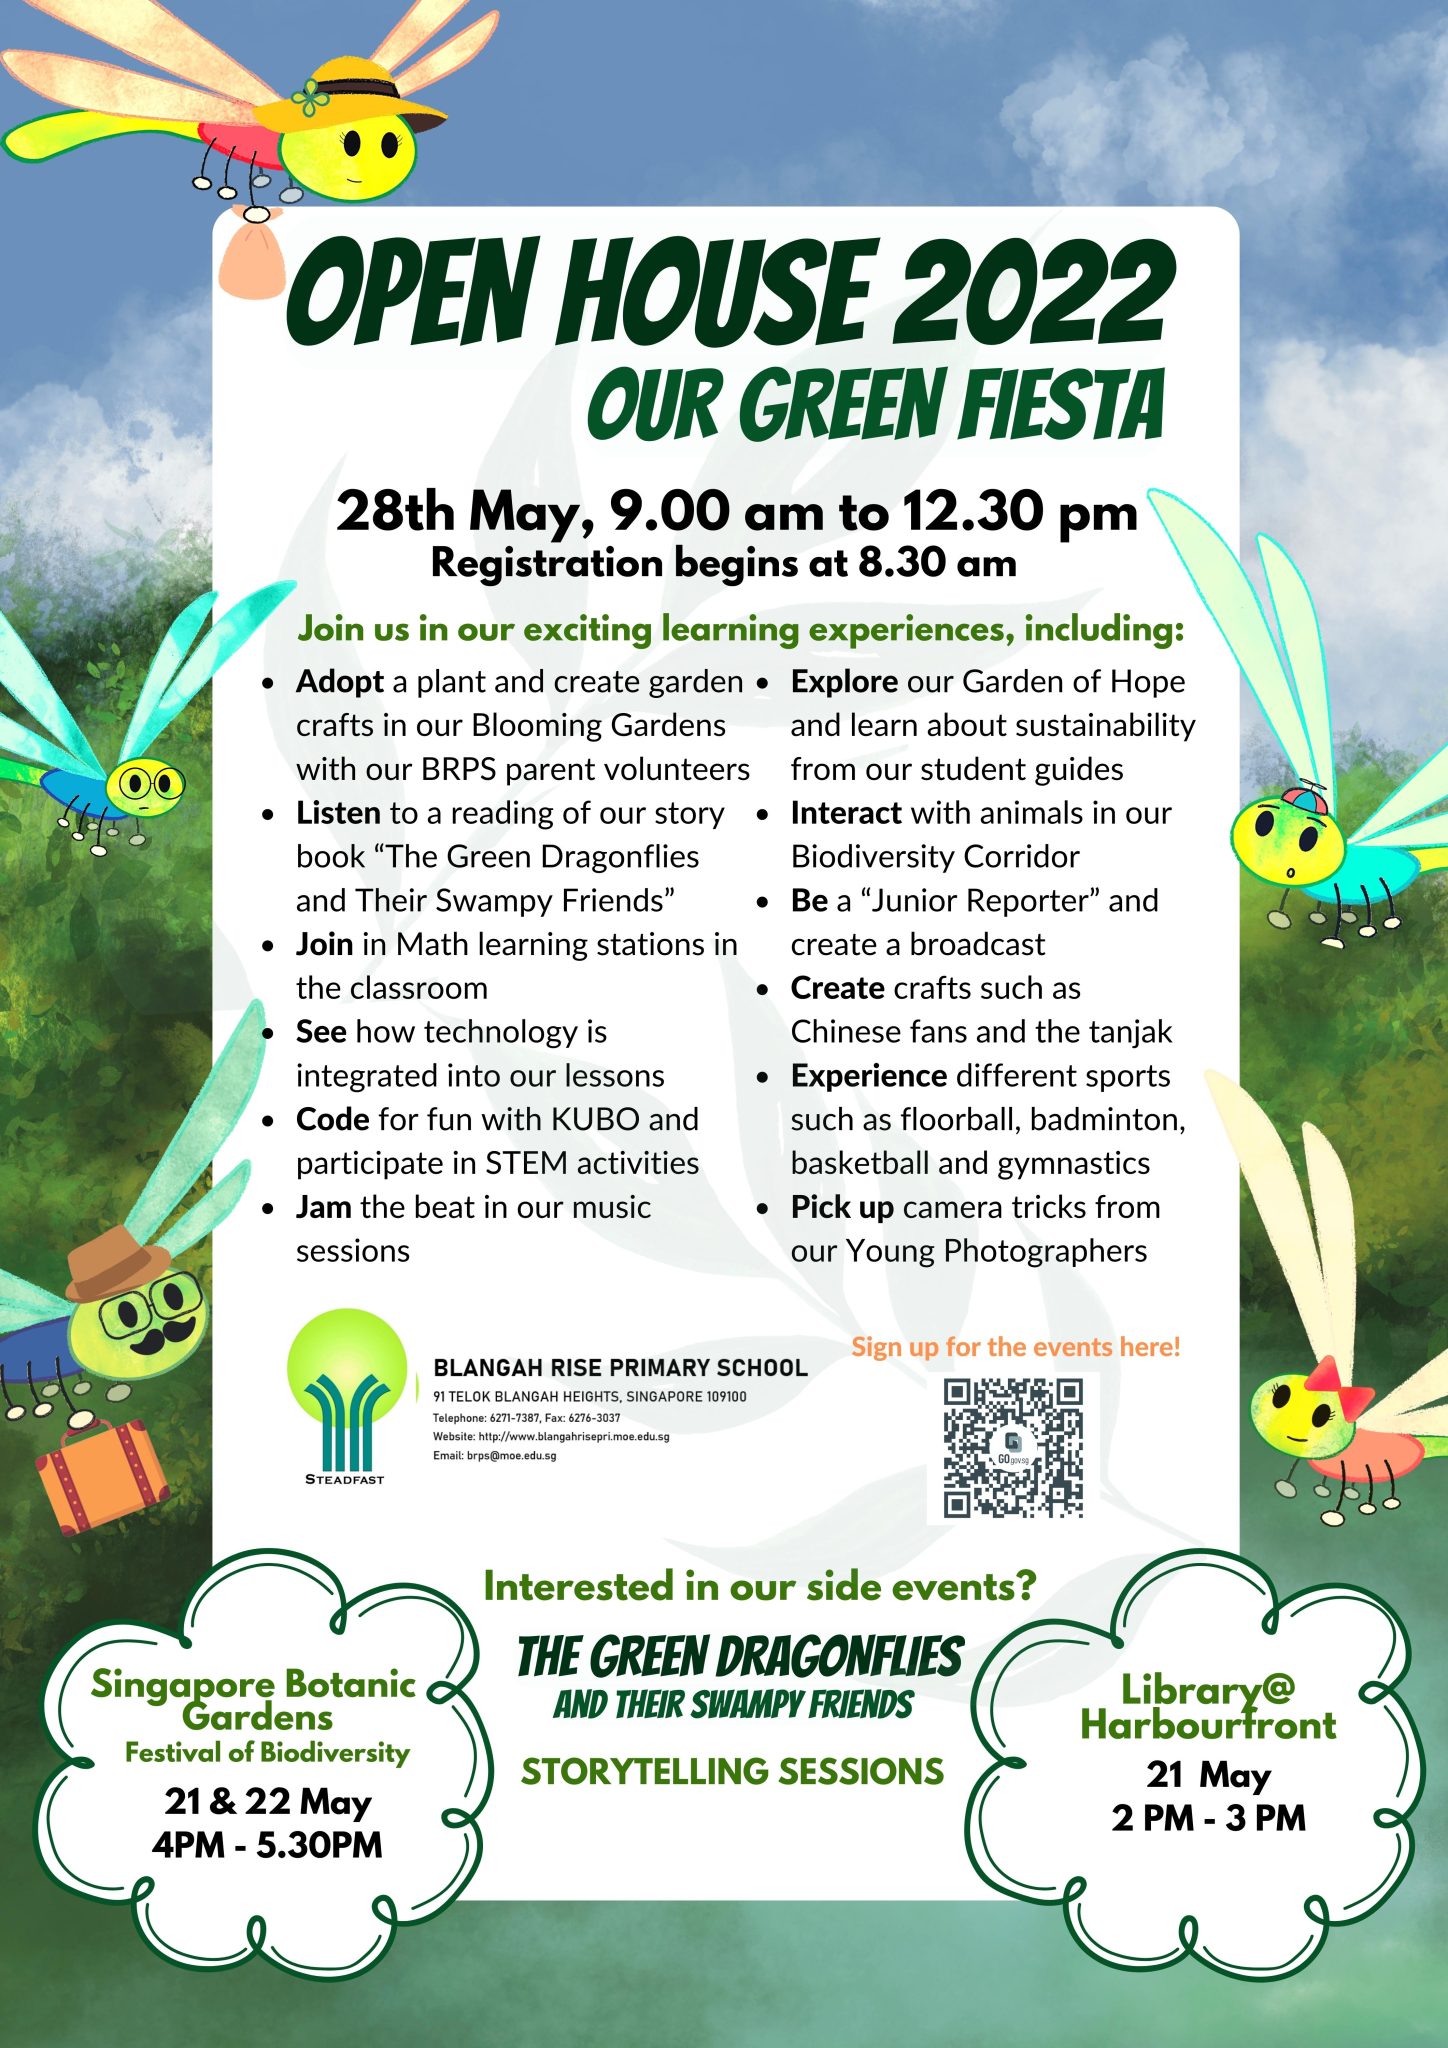 OPEN HOUSE 2022
OUR GREEN FIESTA
28th May, 9.00 am to 12.30 pm
Registration begins at 8.30 am
Join us in our exciting learning experiences, including:
• Adopt a plant and create garden
crafts in our Blooming Gardens
with our BRPS parent volunteers
• Listen to a reading of our story
book “The Green Dragonflies
and Their Swampy Friends”
• Join in Math learning stations in
the classroom
• See how technology is
integrated into our lessons
• Code for fun with KUBO and
participate in STEM activities
• Jam the beat in our music
sessions
• Explore our Garden of Hope
and learn about sustainability
from our student guides
• Interact with animals in our
Biodiversity Corridor
• Be a “Junior Reporter” and
create a broadcast
• Create crafts such as
Chinese fans and the tanjak
• Experience different sports
such as floorball, badminton,
basketball and gymnastics
• Pick up camera tricks from
our Young Photographers
STEADFAST
BLANGAH RISE PRIMARY SCHOOL
91 TELOK BLANGAH HEIGHTS, SINGAPORE 109100
Telephone: 6271-7387, Fax: 6276-3037
Website: http://www.blangahrisepri.moe.edu.sg
Email: brps@moe.edu.sg
Sign up for the events here!
GOgov.sg
Interested in our side events?
THE GREEN DRAGONFLIES
AND THEIR SWAMPY FRIENDS
STORYTELLING SESSIONS
Singapore Botanic
Gardens
Festival of Biodiversity
21 & 22 May
4PM - 5.30PM
Library@
Harbourfront
21 May
2 PM - 3 PM